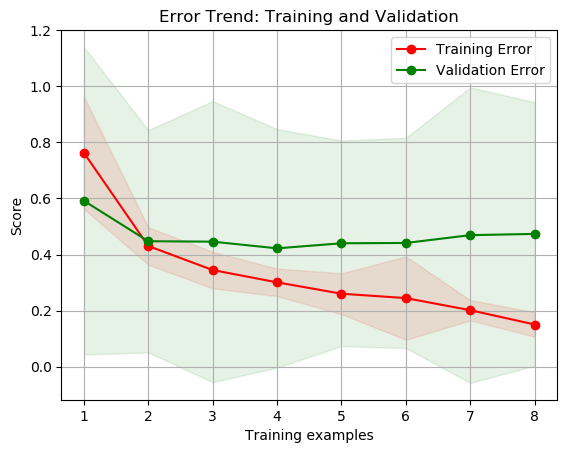 Error Trend: Training and Validation
Training Error
Validation Error
Score
1.2
1.0
0.8
0.6
0.4
0.2
0.0
1 2 3 4 5 6 7 8
Training examples